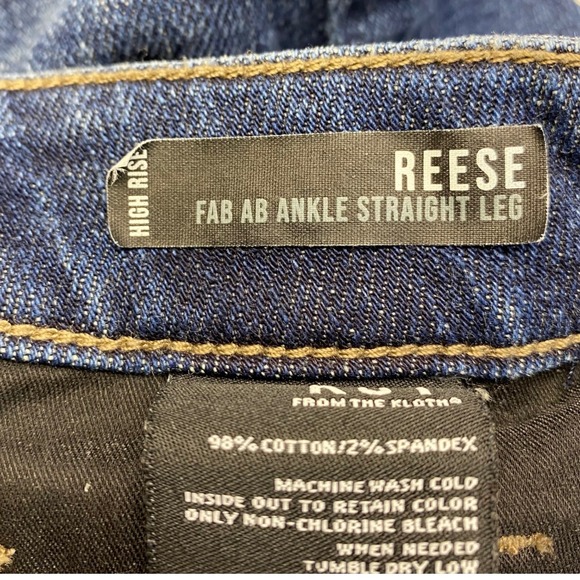 HIGH RISE
REESE
FAB AB ANKLE STRAIGHT LEG
KUT
FROM THE KLOTH®
98% COTTON/2% SPANDEX
MACHINE WASH COLD
INSIDE OUT TO RETAIN COLOR
ONLY NON-CHLORINE BLEACH
WHEN NEEDED
TUMBLE DRY LOW